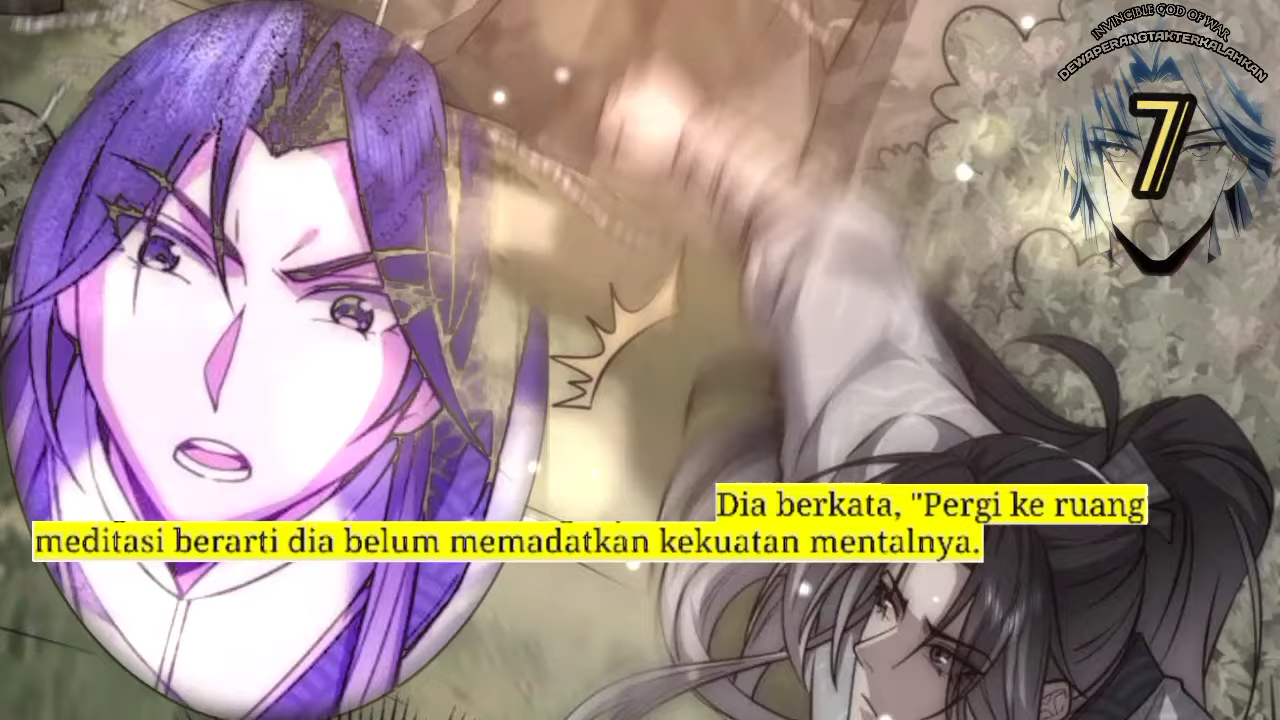 INVINCIBLE GOD OF WAR
DEWAPERANGTAKTERKALAHKAN
7
Dia berkata, "Pergi ke ruang
meditasi berarti dia belum memadatkan kekuatan mentalnya.